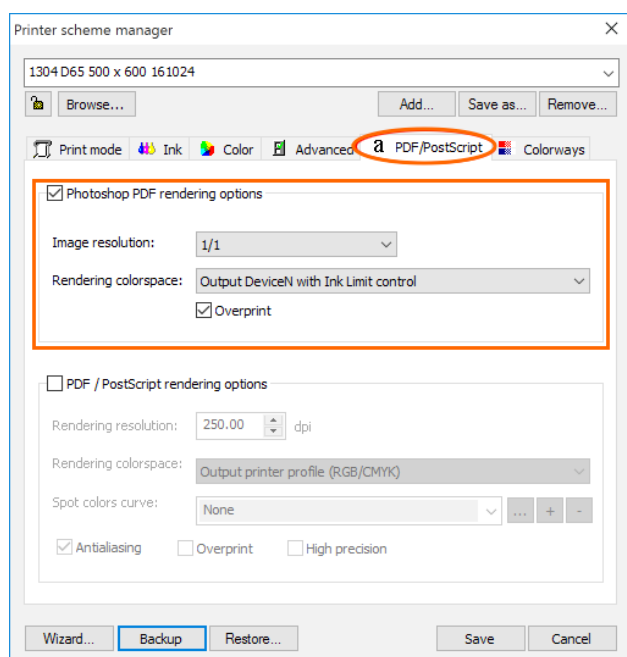 Printer scheme manager
1304 D65 500 x 600 161024
Browse... Add... Save as... Remove...
Print mode Ink Color Advanced a PDF/PostScript Colorways
Photoshop PDF rendering options
Image resolution: 1/1
Rendering colorspace: Output DeviceN with Ink Limit control
Overprint
PDF / PostScript rendering options
Rendering resolution: 250.00 dpi
Rendering colorspace: Output printer profile (RGB/CMYK)
Spot colors curve: None ... + -
Antialiasing Overprint High precision
Wizard... Backup Restore... Save Cancel